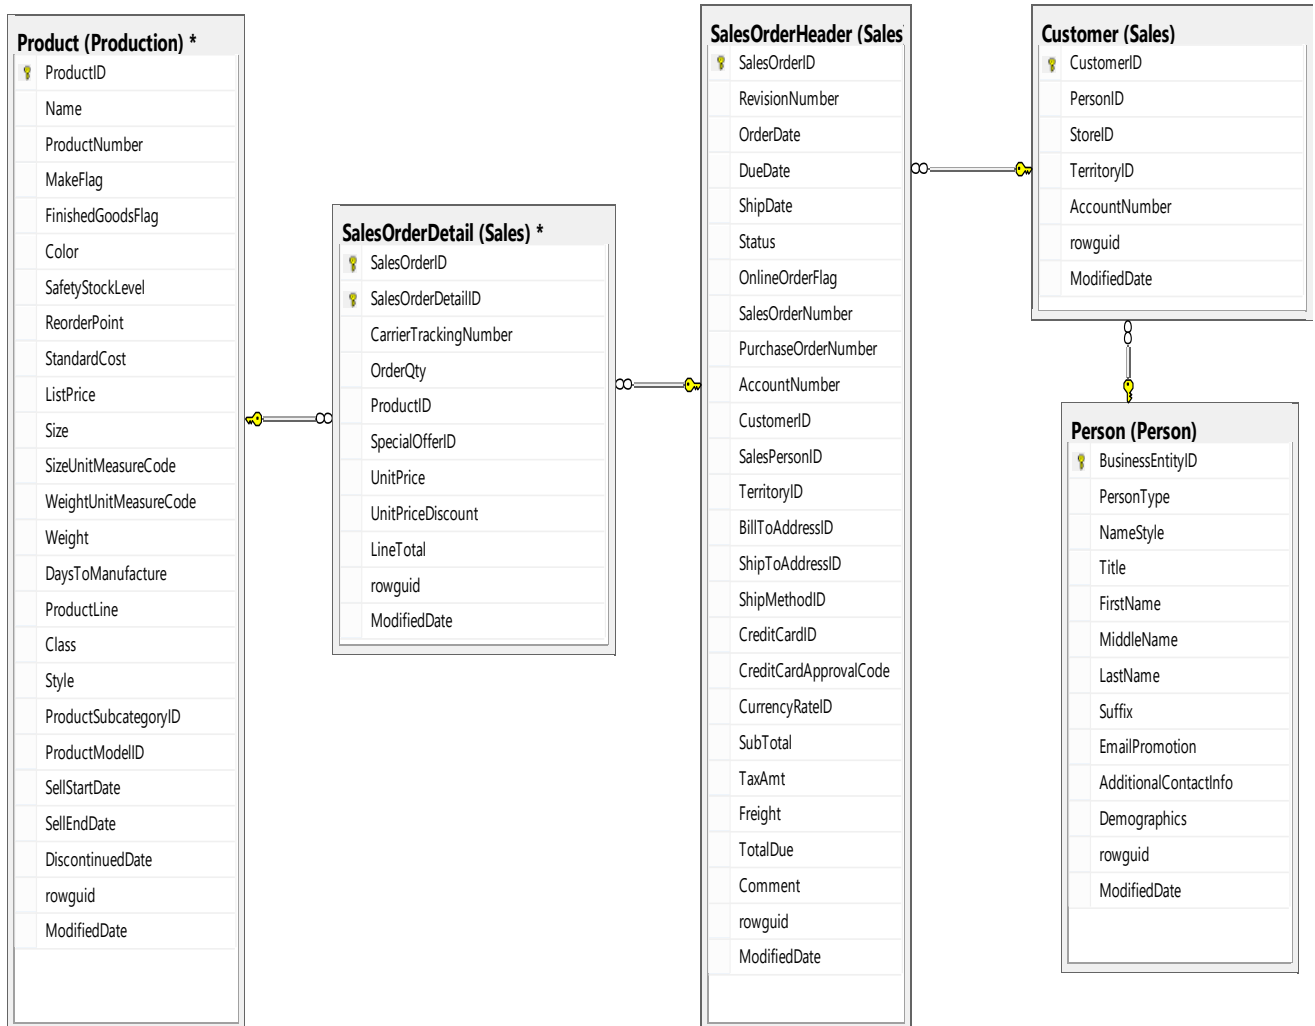 Product (Production) *
ProductID
Name
ProductNumber
MakeFlag
FinishedGoodsFlag
Color
SafetyStockLevel
ReorderPoint
StandardCost
ListPrice
Size
SizeUnitMeasureCode
WeightUnitMeasureCode
Weight
DaysToManufacture
ProductLine
Class
Style
ProductSubcategoryID
ProductModelID
SellStartDate
SellEndDate
DiscontinuedDate
rowguid
ModifiedDate
SalesOrderDetail (Sales) *
SalesOrderID
SalesOrderDetailID
CarrierTrackingNumber
OrderQty
ProductID
SpecialOfferID
UnitPrice
UnitPriceDiscount
LineTotal
rowguid
ModifiedDate
SalesOrderHeader (Sales
SalesOrderID
RevisionNumber
OrderDate
DueDate
ShipDate
Status
OnlineOrderFlag
SalesOrderNumber
PurchaseOrderNumber
AccountNumber
CustomerID
SalesPersonID
TerritoryID
BillToAddressID
ShipToAddressID
ShipMethodID
CreditCardID
CreditCardApprovalCode
CurrencyRateID
SubTotal
TaxAmt
Freight
TotalDue
Comment
rowguid
ModifiedDate
Customer (Sales)
CustomerID
PersonID
StoreID
TerritoryID
AccountNumber
rowguid
ModifiedDate
Person (Person)
BusinessEntityID
PersonType
NameStyle
Title
FirstName
MiddleName
LastName
Suffix
EmailPromotion
AdditionalContactInfo
Demographics
rowguid
ModifiedDate